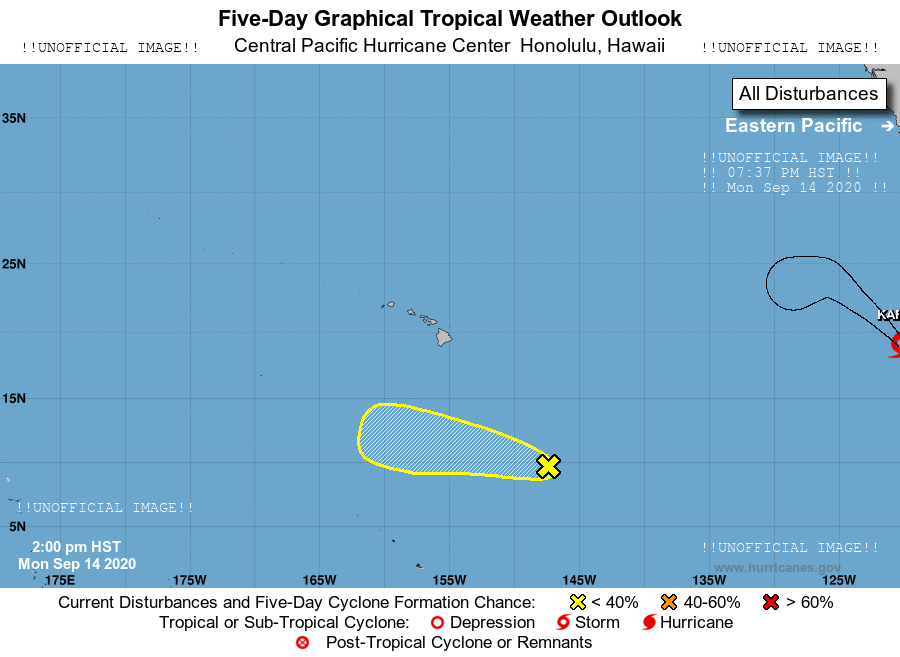 Five-Day Graphical Tropical Weather Outlook
!!UNOFFICIAL IMAGE!! Central Pacific Hurricane Center Honolulu, Hawaii !!UNOFFICIAL IMAGE!!
All Disturbances
35N
Eastern Pacific
!!UNOFFICIAL IMAGE!!
!! 07:37 PM HST !!
!! Mon Sep 14 2020 !!
25N
KAR
15N
!!UNOFFICIAL IMAGE!!
5N
2:00 pm HST
Mon Sep 14 2020
!!UNOFFICIAL IMAGE!!
www.hurricanes.gov
175E 175W 165W 155W 145W 135W 125W
Current Disturbances and Five-Day Cyclone Formation Chance: < 40% 40-60% > 60%
Tropical or Sub-Tropical Cyclone: Depression Storm Hurricane
Post-Tropical Cyclone or Remnants